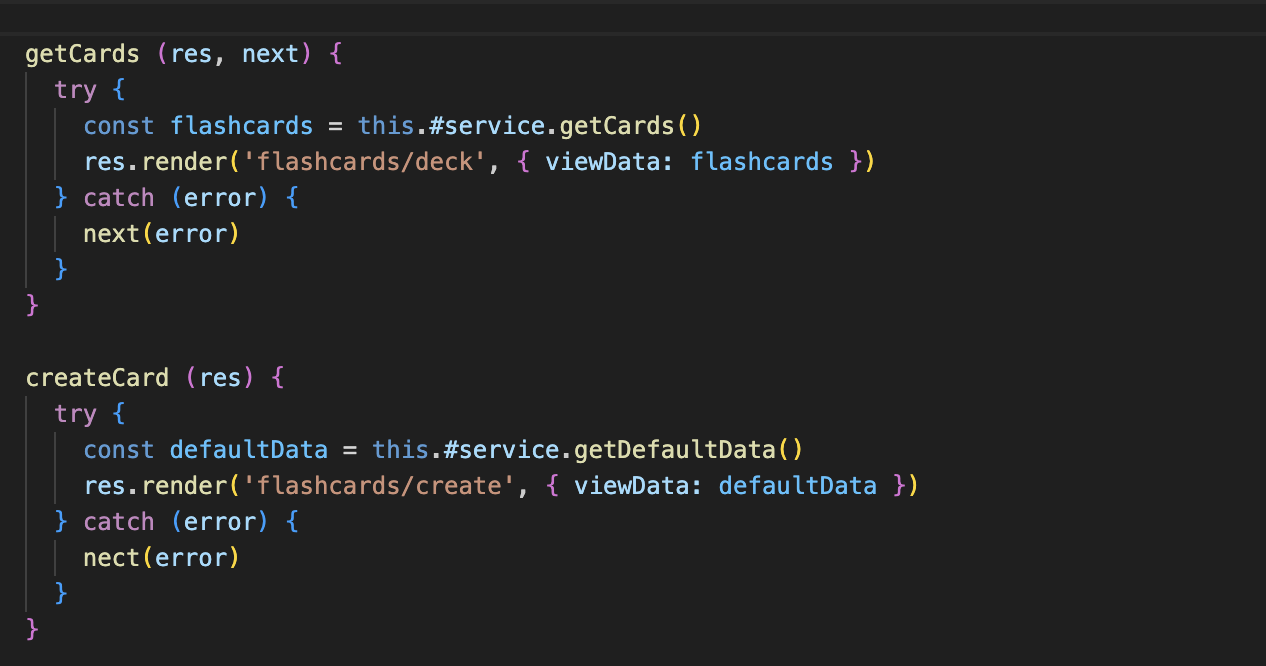 getCards (res, next) {
try {
const flashcards = this.#service.getCards()
res.render('flashcards/deck', { viewData: flashcards })
} catch (error) {
next(error)
}
}
createCard (res) {
try {
const defaultData = this.#service.getDefaultData()
res.render('flashcards/create', { viewData: defaultData })
} catch (error) {
nect(error)
}
}